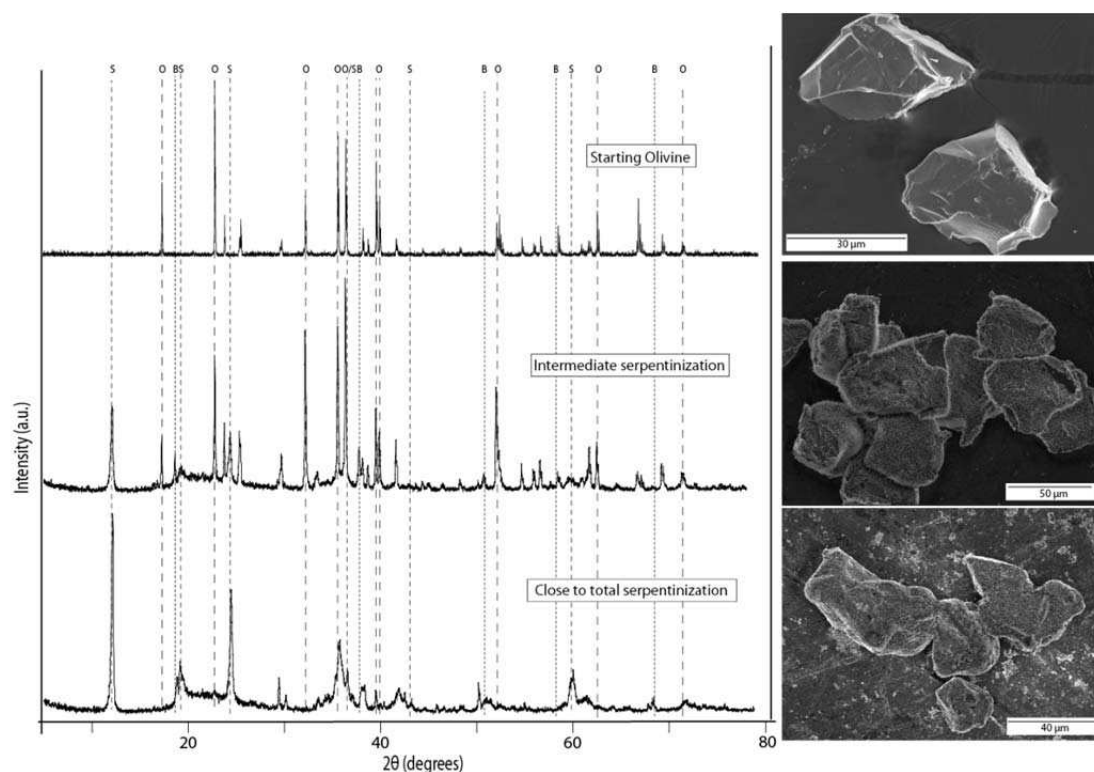 S O BS O S O OO/SB O S B O B S O B O
Starting Olivine
Intermediate serpentinization
Close to total serpentinization
Intensity (a.u.)
20 40 60 80
2θ (degrees)
30 µm
50 µm
40 µm